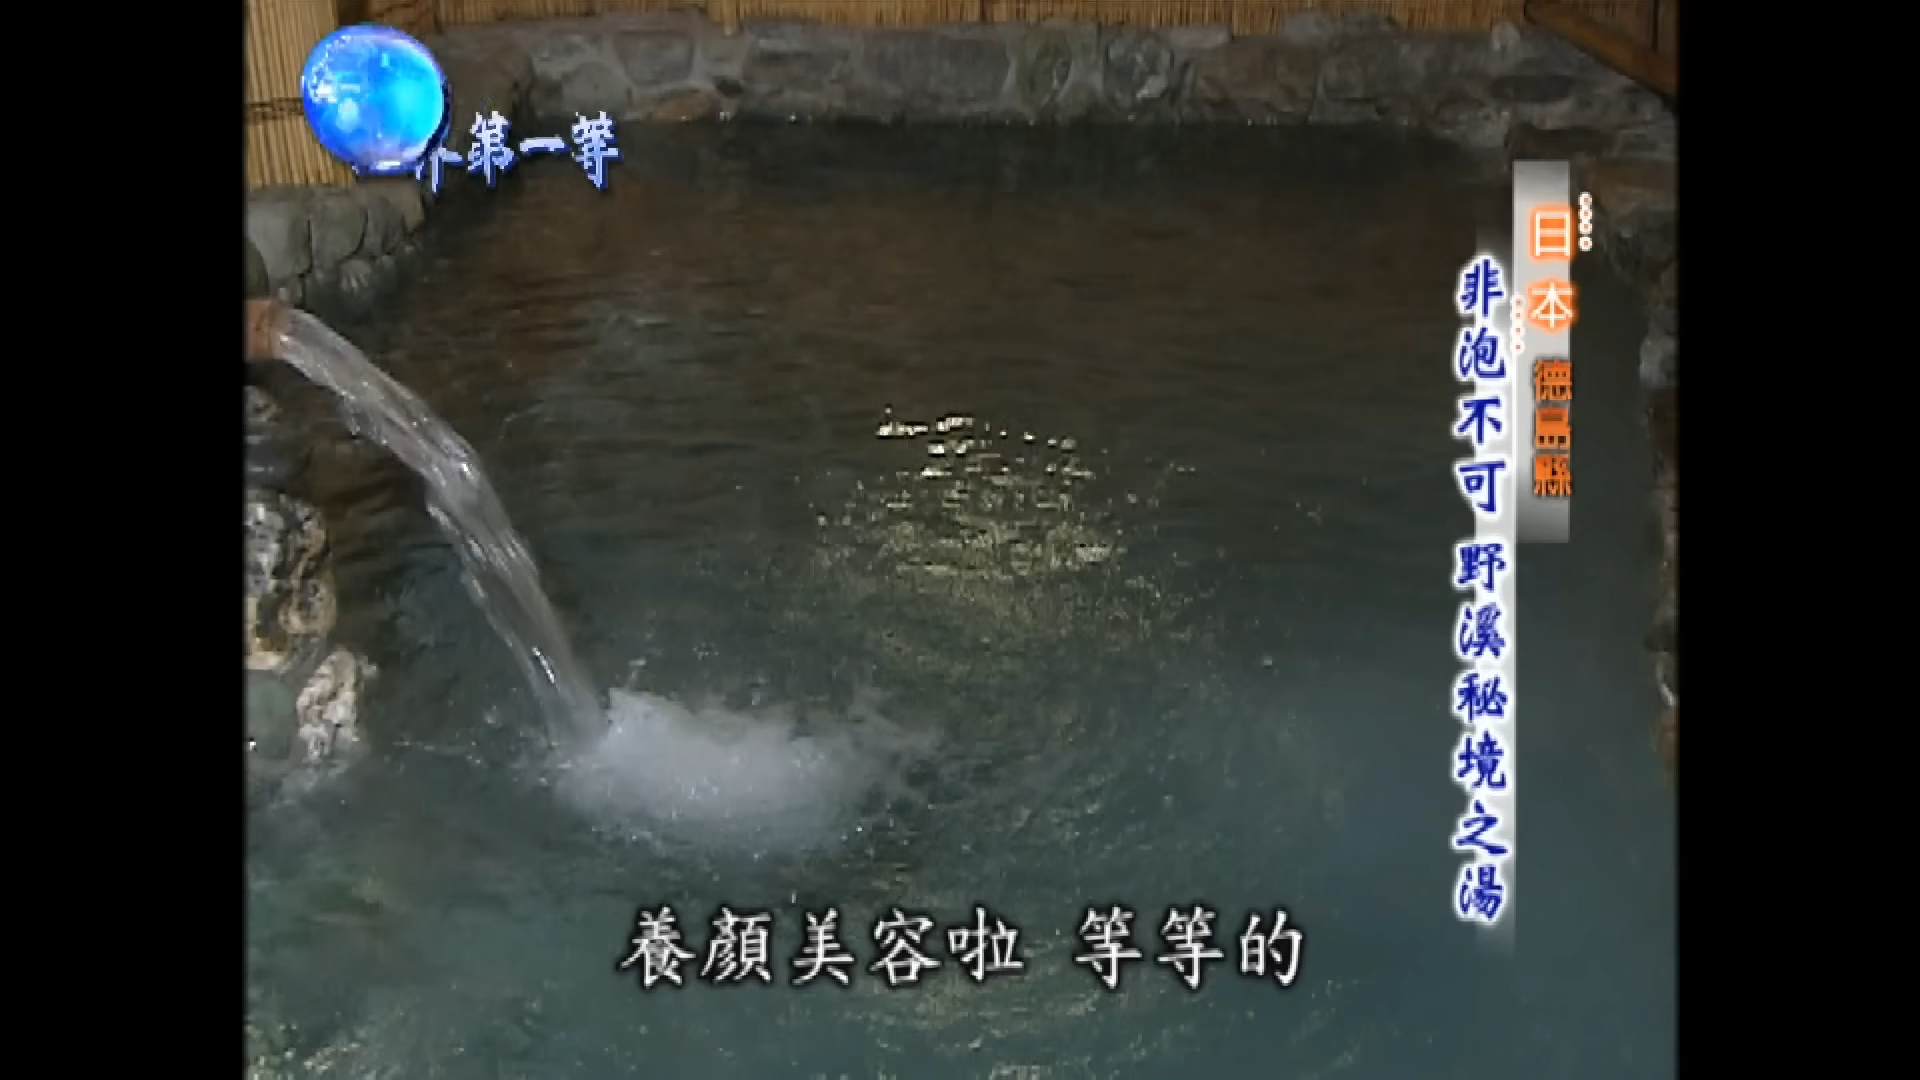 界第一等
日本 德島縣
非泡不可 野溪秘境之湯
養顏美容啦 等等的